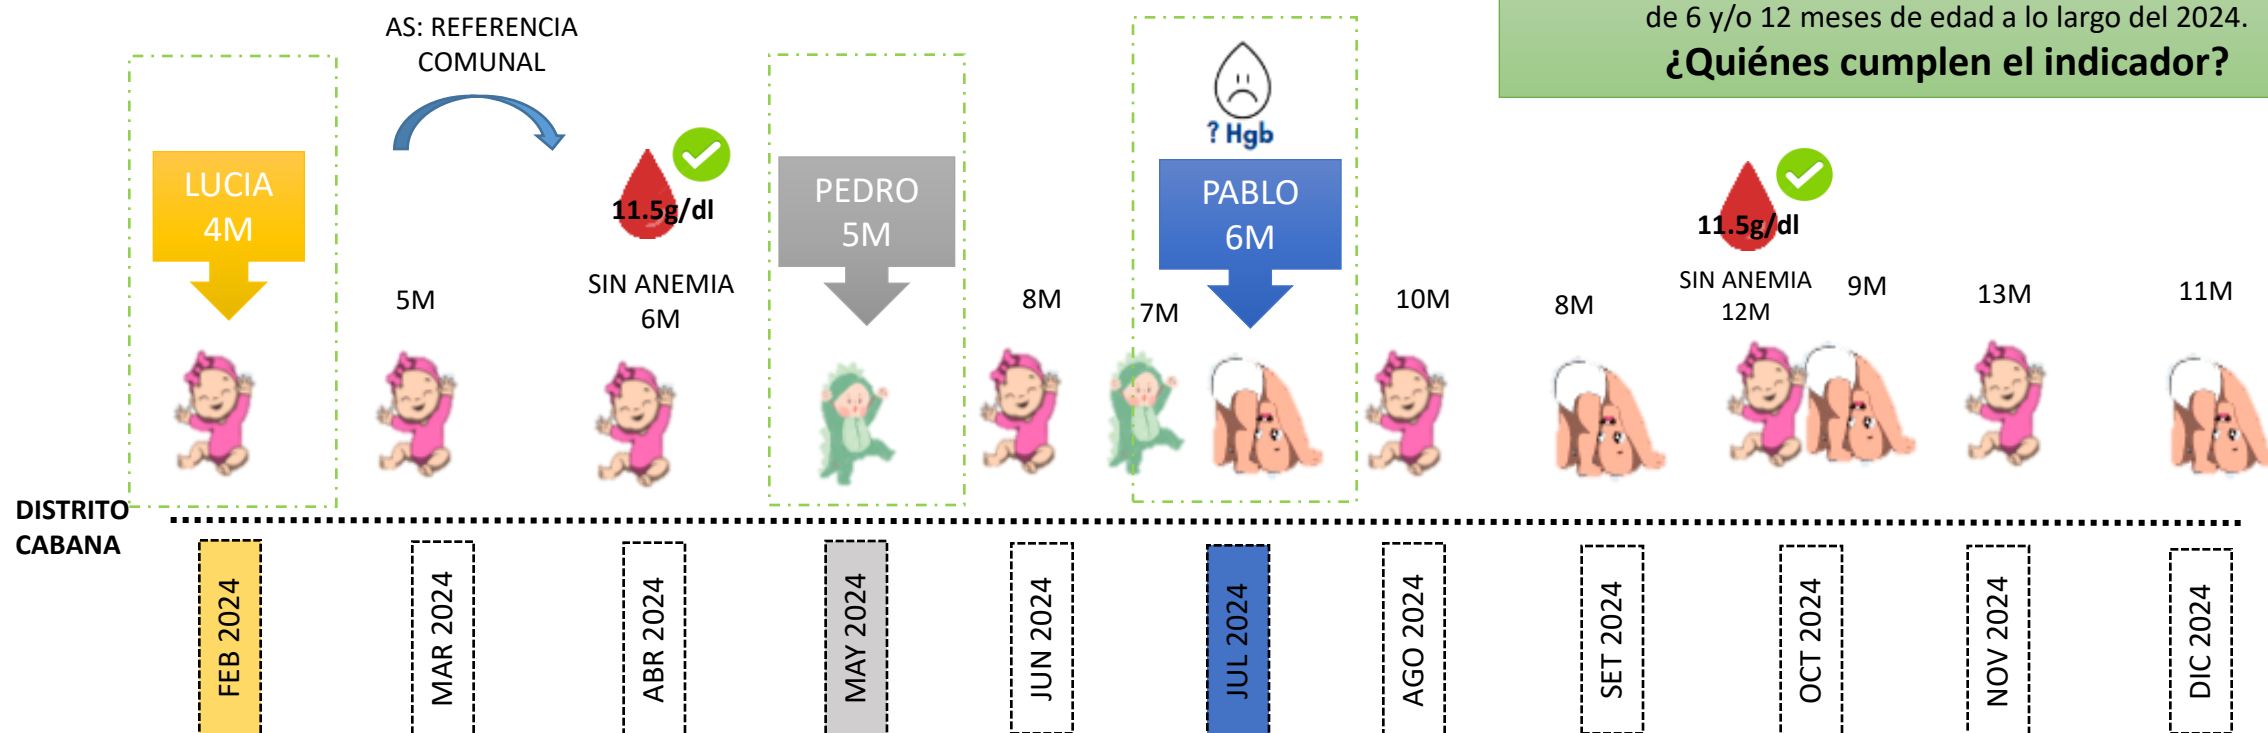 de 6 y/o 12 meses de edad a lo largo del 2024.
¿Quiénes cumplen el indicador?
AS: REFERENCIA
COMUNAL
? Hgb
LUCIA
4M
11.5g/dl
PEDRO
5M
PABLO
6M
11.5g/dl
5M
SIN ANEMIA
6M
8M
7M
10M
8M
SIN ANEMIA
12M
9M
13M
11M
DISTRITO
CABANA
FEB 2024
MAR 2024
ABR 2024
MAY 2024
JUN 2024
JUL 2024
AGO 2024
SET 2024
OCT 2024
NOV 2024
DIC 2024